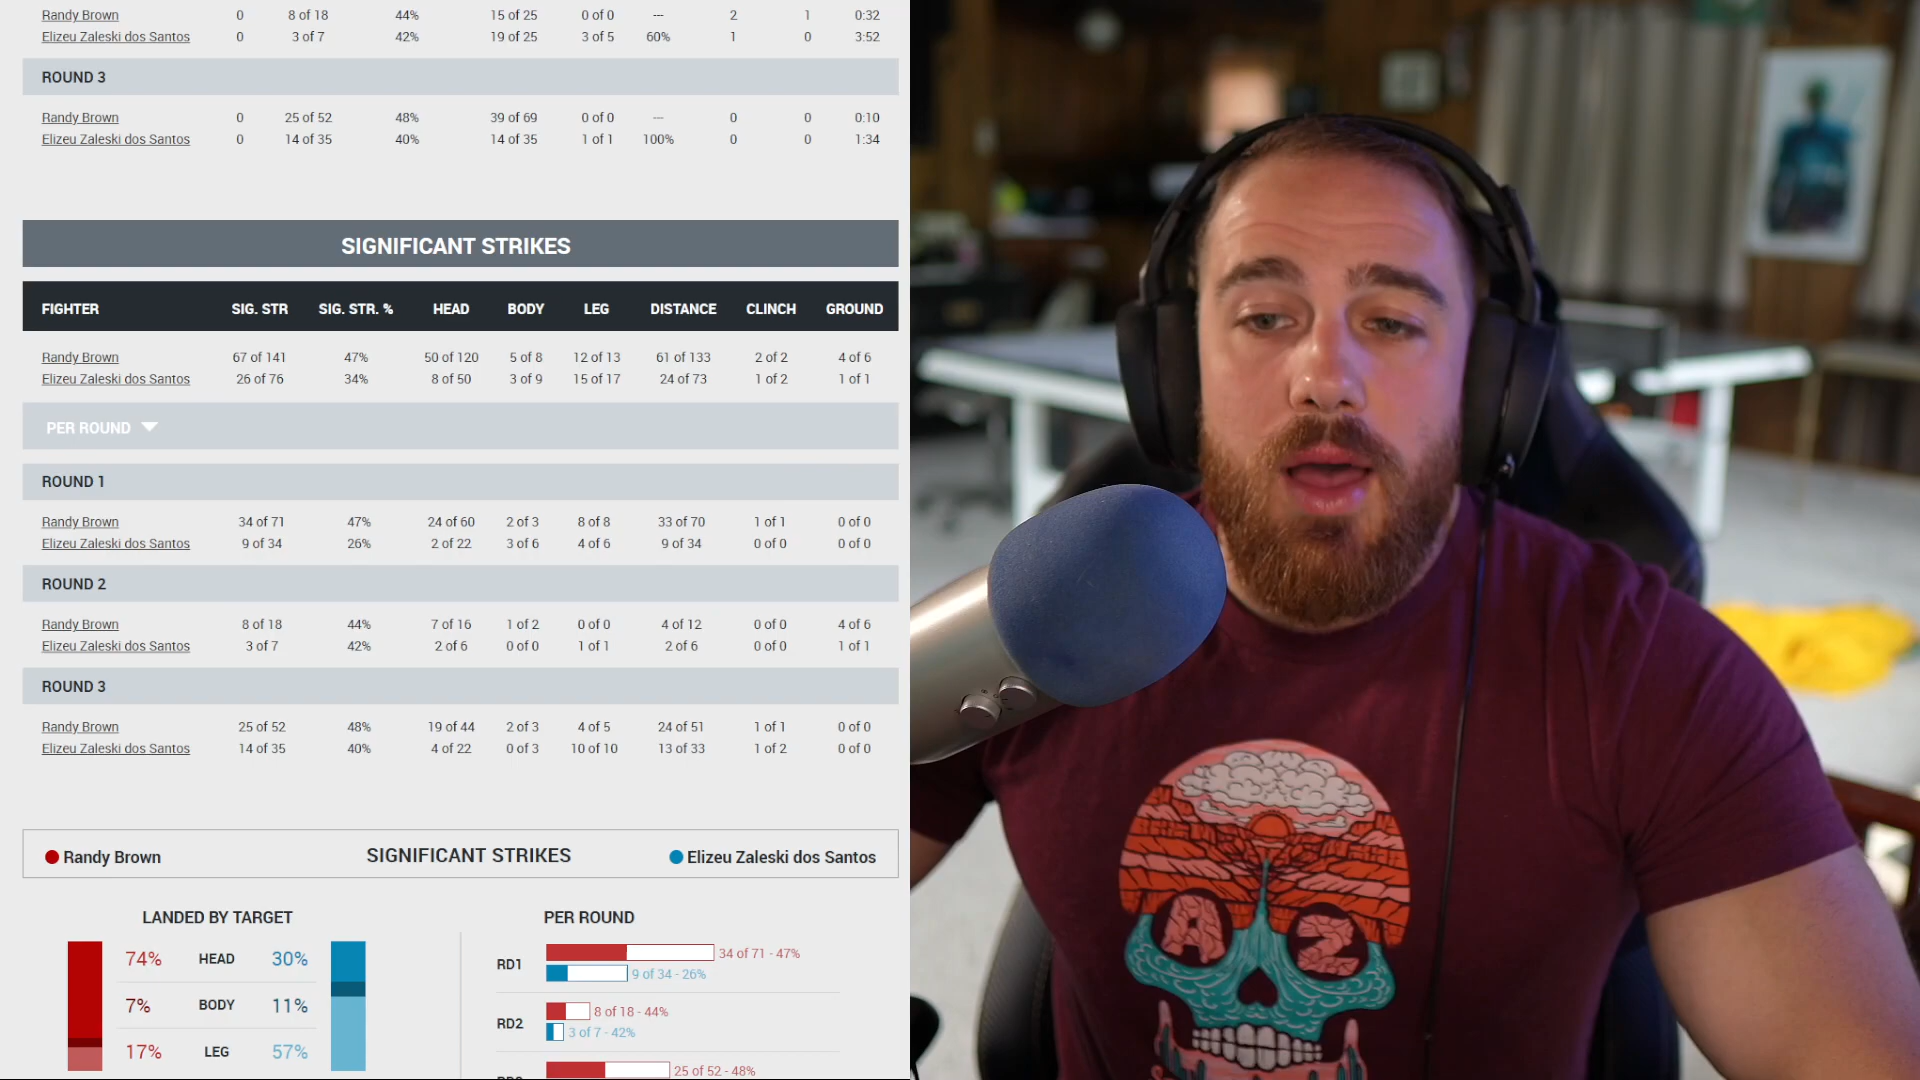 Randy Brown 0 8 of 18 44% 15 of 25 0 of 0 --- 2 1 0:32
Elizeu Zaleski dos Santos 0 3 of 7 42% 19 of 25 3 of 5 60% 1 0 3:52
ROUND 3
Randy Brown 0 25 of 52 48% 39 of 69 0 of 0 --- 0 0 0:10
Elizeu Zaleski dos Santos 0 14 of 35 40% 14 of 35 1 of 1 100% 0 0 1:34
SIGNIFICANT STRIKES
FIGHTER SIG. STR SIG. STR. % HEAD BODY LEG DISTANCE CLINCH GROUND
Randy Brown 67 of 141 47% 50 of 120 5 of 8 12 of 13 61 of 133 2 of 2 4 of 6
Elizeu Zaleski dos Santos 26 of 76 34% 8 of 50 3 of 9 15 of 17 24 of 73 1 of 2 1 of 1
PER ROUND
ROUND 1
Randy Brown 34 of 71 47% 24 of 60 2 of 3 8 of 8 33 of 70 1 of 1 0 of 0
Elizeu Zaleski dos Santos 9 of 34 26% 2 of 22 3 of 6 4 of 6 9 of 34 0 of 0 0 of 0
ROUND 2
Randy Brown 8 of 18 44% 7 of 16 1 of 2 0 of 0 4 of 12 0 of 0 4 of 6
Elizeu Zaleski dos Santos 3 of 7 42% 2 of 6 0 of 0 1 of 1 2 of 6 0 of 0 1 of 1
ROUND 3
Randy Brown 25 of 52 48% 19 of 44 2 of 3 4 of 5 24 of 51 1 of 1 0 of 0
Elizeu Zaleski dos Santos 14 of 35 40% 4 of 22 0 of 3 10 of 10 13 of 33 1 of 2 0 of 0
Randy Brown SIGNIFICANT STRIKES Elizeu Zaleski dos Santos
LANDED BY TARGET
74% HEAD 30%
7% BODY 11%
17% LEG 57%
PER ROUND
RD1 34 of 71 - 47%
9 of 34 - 26%
RD2 8 of 18 - 44%
3 of 7 - 42%
25 of 52 - 48%
AZ